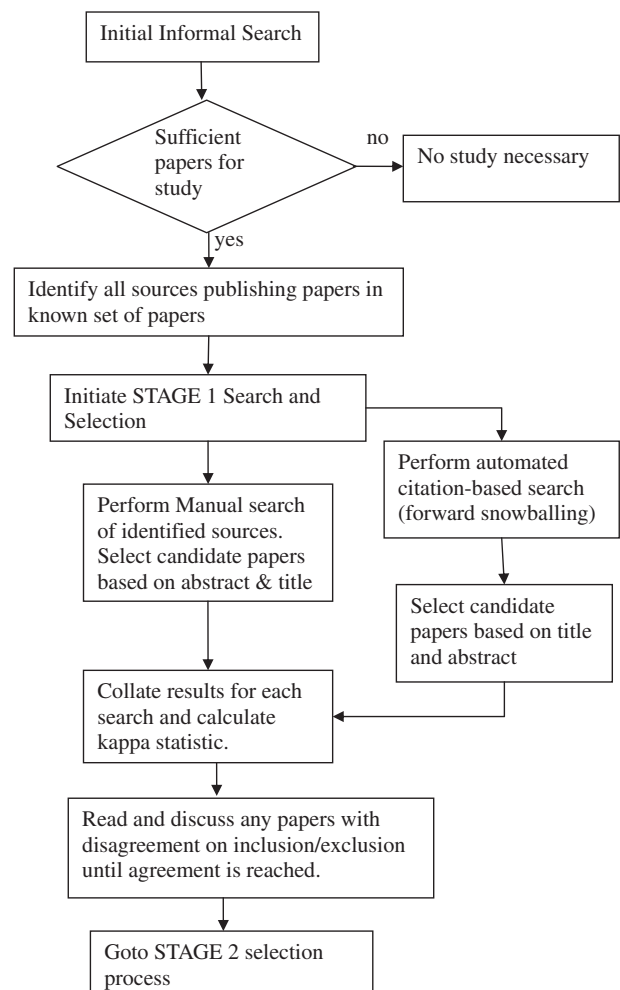 Initial Informal Search
Sufficient
papers for
study
no
No study necessary
yes
Identify all sources publishing papers in
known set of papers
Initiate STAGE 1 Search and
Selection
Perform Manual search
of identified sources.
Select candidate papers
based on abstract & title
Perform automated
citation-based search
(forward snowballing)
Select candidate
papers based on title
and abstract
Collate results for each
search and calculate
kappa statistic.
Read and discuss any papers with
disagreement on inclusion/exclusion
until agreement is reached.
Goto STAGE 2 selection
process